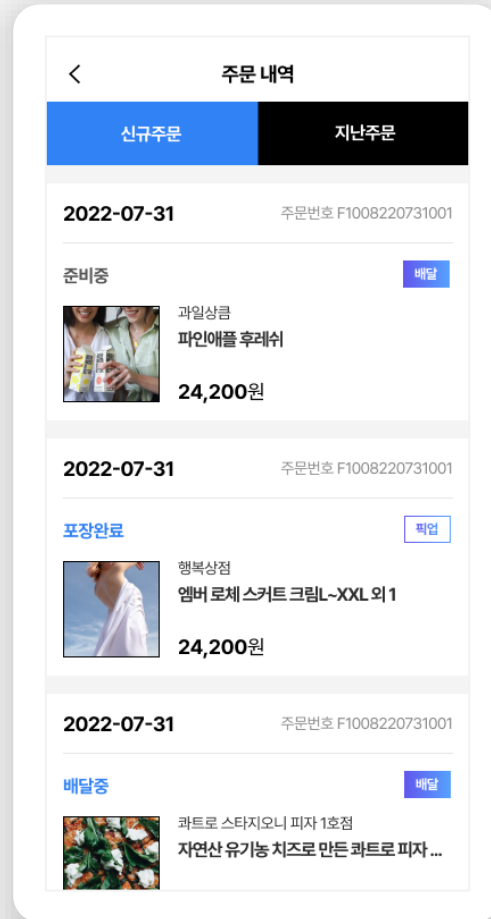 주문 내역
신규주문
지난주문
2022-07-31
주문번호 F1008220731001
준비중
배달
과일상큼
파인애플 후레쉬
24,200원
2022-07-31
주문번호 F1008220731001
포장완료
픽업
행복상점
엠버 로체 스커트 크림L~XXL 외 1
24,200원
2022-07-31
주문번호 F1008220731001
배달중
배달
콰트로 스타지오니 피자 1호점
자연산 유기농 치즈로 만든 콰트로 피자 ...